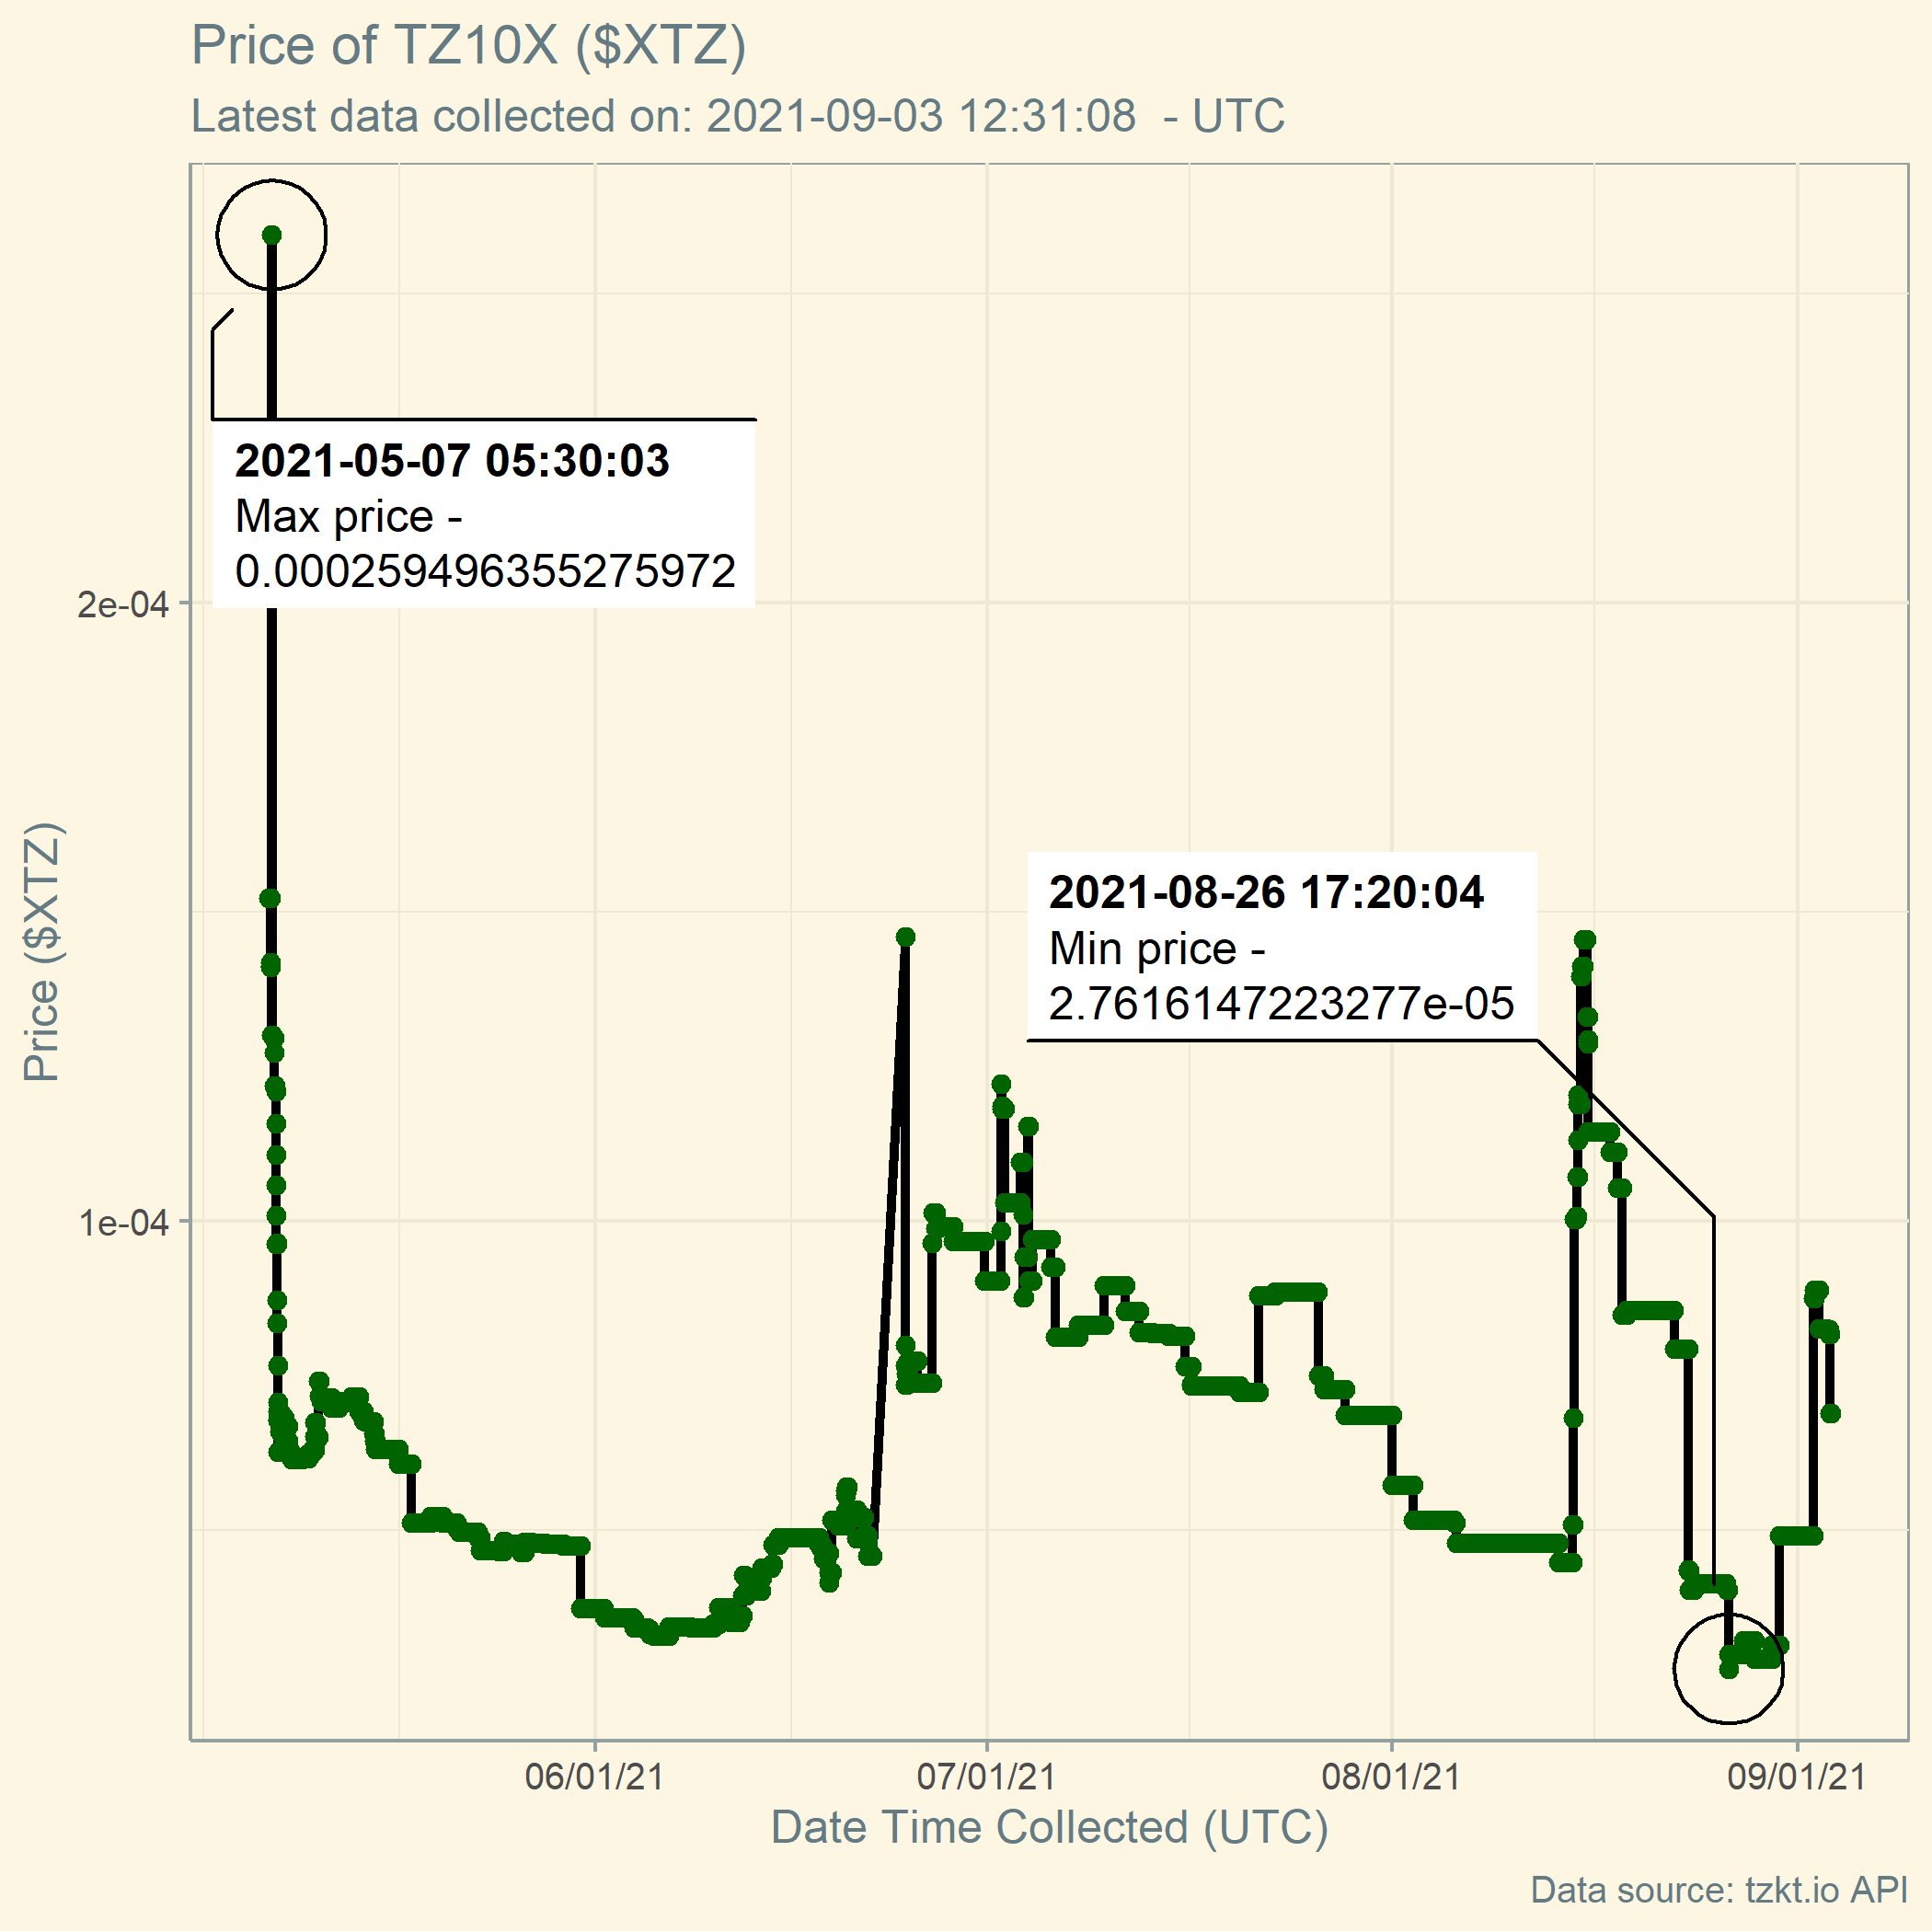 Price of TZ10X ($XTZ)
Latest data collected on: 2021-09-03 12:31:08  - UTC
2021-05-07 05:30:03
Max price -
0.000259496355275972
2e-04
2021-08-26 17:20:04
Min price -
2.7616147223277e-05
Price ($XTZ)
1e-04
06/01/21
07/01/21
08/01/21
09/01/21
Date Time Collected (UTC)
Data source: tzkt.io API